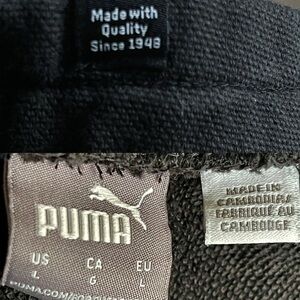 Made with
Quality
Since 1948
PUMA
US CA EU
L G L
MADE IN
CAMBODIA
FABRIQUÉ AU
CAMBODGE